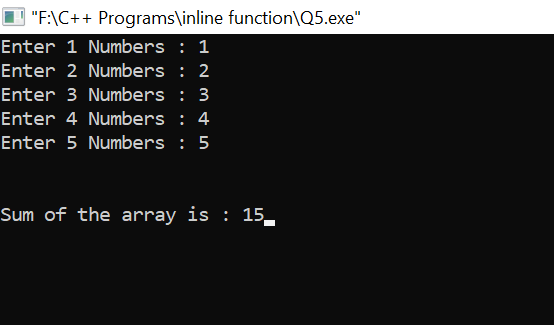 "F:\C++ Programs\inline function\Q5.exe"
Enter 1 Numbers : 1
Enter 2 Numbers : 2
Enter 3 Numbers : 3
Enter 4 Numbers : 4
Enter 5 Numbers : 5
Sum of the array is : 15